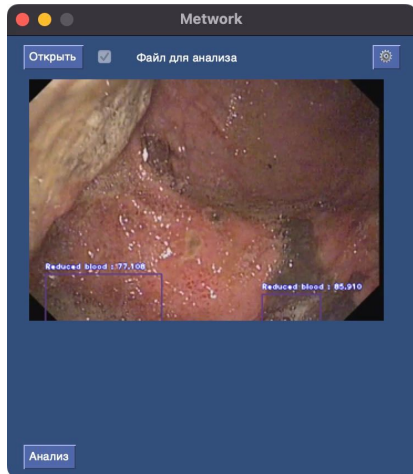 Metwork
Открыть
Файл для анализа
Reduced blood : 77.108
Reduced blood : 85.910
Анализ